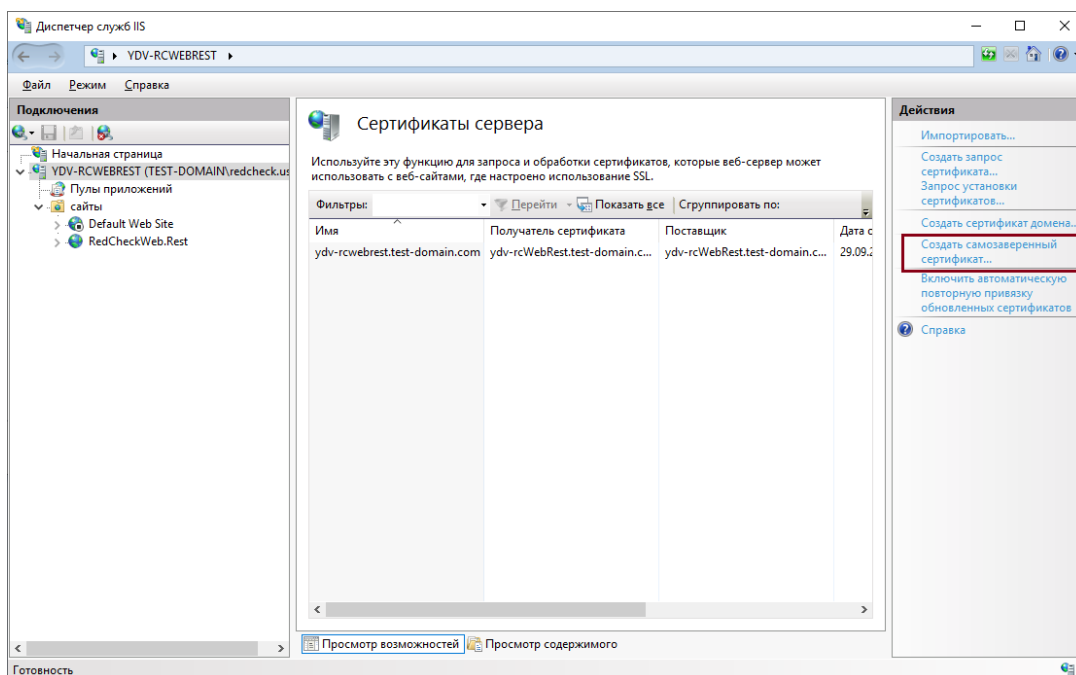 Диспетчер служб IIS
YDV-RCWEBREST
Файл Режим Справка
Подключения
Начальная страница
YDV-RCWEBREST (TEST-DOMAIN\redcheck.us
Пулы приложений
сайты
Default Web Site
RedCheckWeb.Rest
Сертификаты сервера
Используйте эту функцию для запроса и обработки сертификатов, которые веб-сервер может
использовать с веб-сайтами, где настроено использование SSL.
Фильтры: Перейти Показать все Сгруппировать по:
Имя Получатель сертификата Поставщик Дата с
ydv-rcwebrest.test-domain.com ydv-rcWebRest.test-domain.c... ydv-rcWebRest.test-domain.c... 29.09.2
Просмотр возможностей Просмотр содержимого
Действия
Импортировать...
Создать запрос
сертификата...
Запрос установки
сертификатов...
Создать сертификат домена...
Создать самозаверенный
сертификат...
Включить автоматическую
повторную привязку
обновленных сертификатов
Справка
Готовность